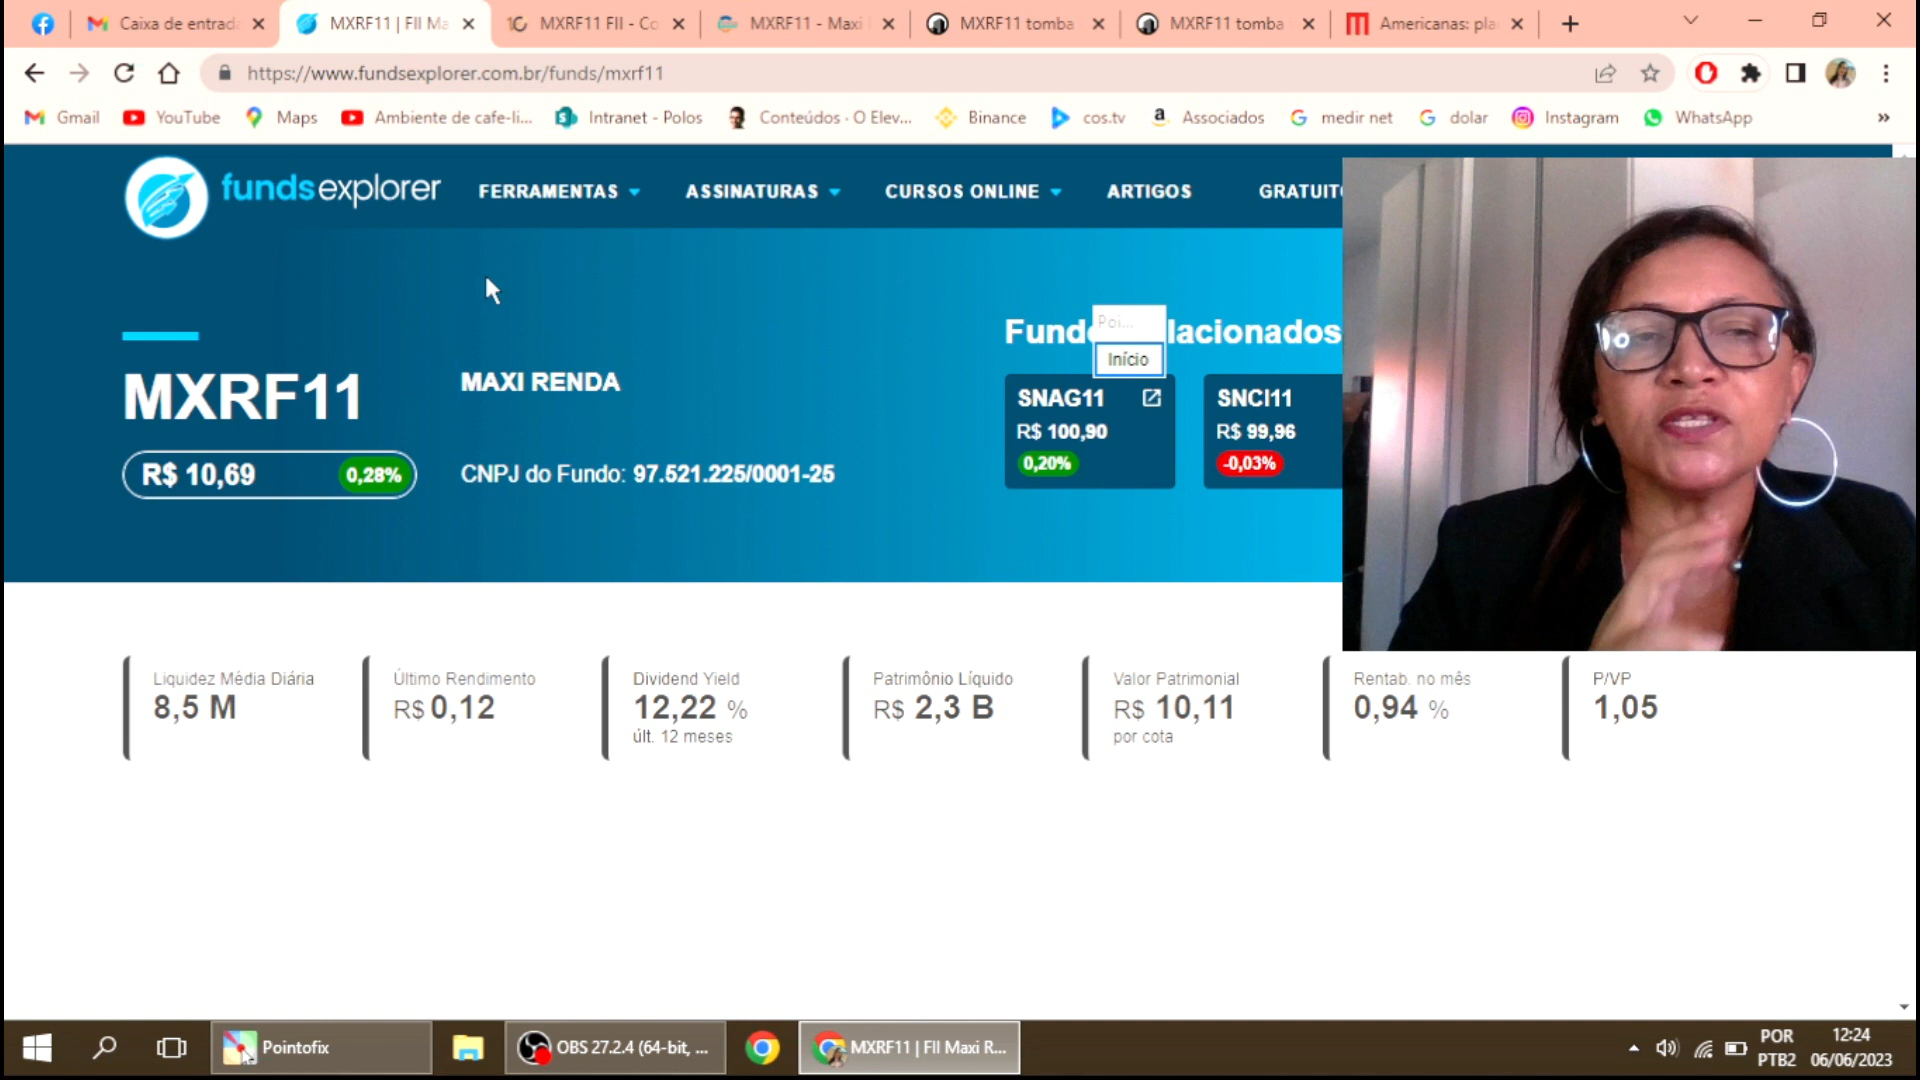 Caixa de entrada
MXRF11 | FII Ma
MXRF11 FII - Co
MXRF11 - Maxi
MXRF11 tomba
MXRF11 tomba
Americanas: pla
https://www.fundsexplorer.com.br/funds/mxrf11
Gmail
YouTube
Maps
Ambiente de cafe-li...
Intranet - Polos
Conteúdos · O Elev...
Binance
cos.tv
Associados
medir net
dolar
Instagram
WhatsApp
»
fundsexplorer
FERRAMENTAS
ASSINATURAS
CURSOS ONLINE
ARTIGOS
GRATUITO
MXRF11
R$ 10,69
0,28%
MAXI RENDA
CNPJ do Fundo: 97.521.225/0001-25
Fundo
lacionados
Poi...
Início
SNAG11
R$ 100,90
0,20%
SNCI11
R$ 99,96
-0,03%
Liquidez Média Diária
8,5 M
Último Rendimento
R$ 0,12
Dividend Yield
12,22 %
últ. 12 meses
Patrimônio Líquido
R$ 2,3 B
Valor Patrimonial
R$ 10,11
por cota
Rentab. no mês
0,94 %
P/VP
1,05
Pointofix
OBS 27.2.4 (64-bit, ...
MXRF11 | FII Maxi R...
POR
PTB2
12:24
06/06/2023